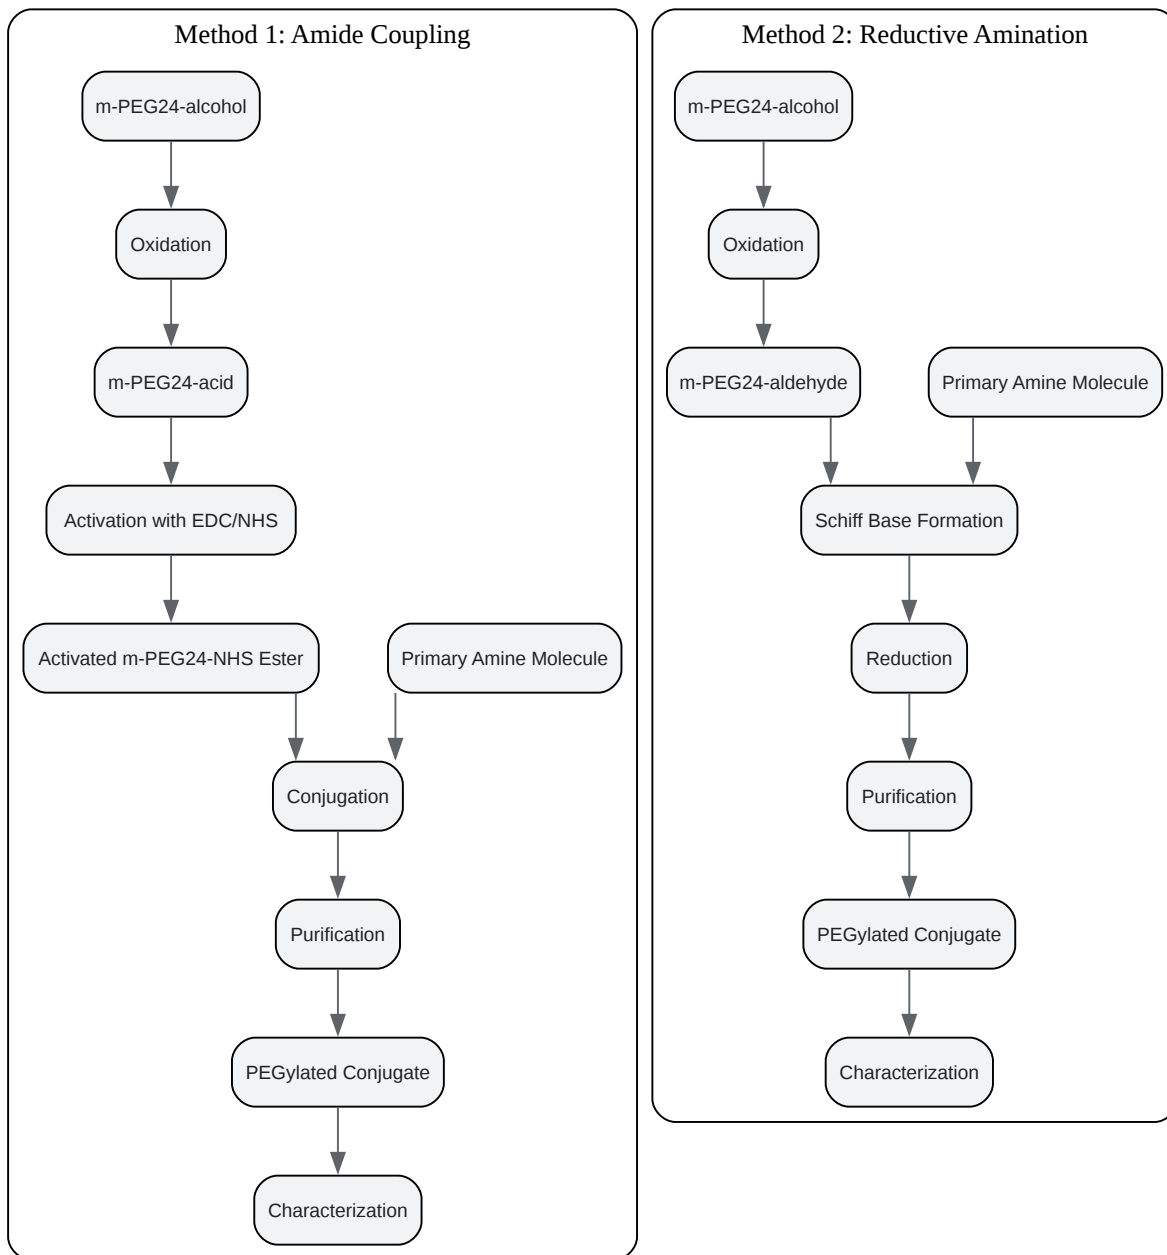 Method 1: Amide Coupling
m-PEG24-alcohol
Oxidation
m-PEG24-acid
Activation with EDC/NHS
Activated m-PEG24-NHS Ester
Primary Amine Molecule
Conjugation
Purification
PEGylated Conjugate
Characterization
Method 2: Reductive Amination
m-PEG24-alcohol
Oxidation
m-PEG24-aldehyde
Primary Amine Molecule
Schiff Base Formation
Reduction
Purification
PEGylated Conjugate
Characterization